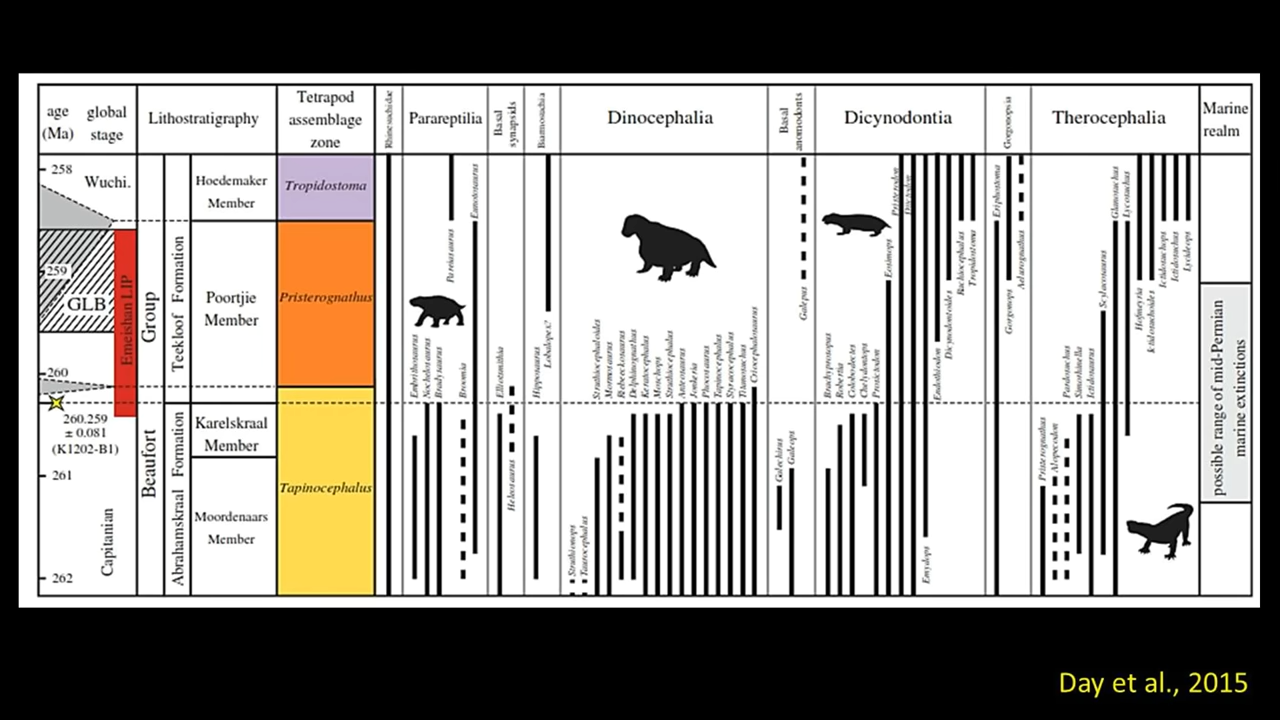 age
(Ma)
global
stage
Lithostratigraphy
Tetrapod
assemblage
zone
Rhinesuchidae
Parareptilia
Basal
synapsids
Biarmosuchia
Dinocephalia
Basal
anomodonts
Dicynodontia
Gorgonopsia
Therocephalia
Marine
realm
258
Wuchi.
259
GLB
260
260.259
± 0.081
(K1202-B1)
261
262
Capitanian
Emeishan LIP
Beaufort Group
Abrahamskraal Formation
Teekloof Formation
Hoedemaker
Member
Poortjie
Member
Karelskraal
Member
Moordenaars
Member
Tropidostoma
Pristerognathus
Tapinocephalus
Embrithosaurus
Nochelosaurus
Bradysaurus
Pareiasaurus
Broomia
Eunotosaurus
Elliotsmithia
Heleosaurus
Hipposaurus
Lobalopex?
Struthionops
Taurocephalus
Struthiocephaloides
Mormosaurus
Riebeeckosaurus
Delphinognathus
Keratocephalus
Moschops
Struthiocephalus
Anteosaurus
Jonkeria
Phocosaurus
Tapinocephalus
Styracocephalus
Titanosuchus
Criocephalosaurus
Galechirus
Galeops
Galepus
Brachyprosopus
Robertia
Colobodectes
Chelydontops
Prosictodon
Eosimops
Pristerodon
Diictodon
Emydops
Endothiodon
Dicynodontoides
Rachiocephalus
Tropidostoma
Eriphostoma
Gorgonops
Aelurognathus
Pristerognathus
Alopecodon
Pardosuchus
Simorhinella
Ictidosaurus
Scylacosaurus
Glanosuchus
Lycosuchus
Hofmeyria
Ictidosuchoides
Ictidosuchops
Ictidosuchus
Lycideops
possible range of mid-Permian
marine extinctions
Day et al., 2015